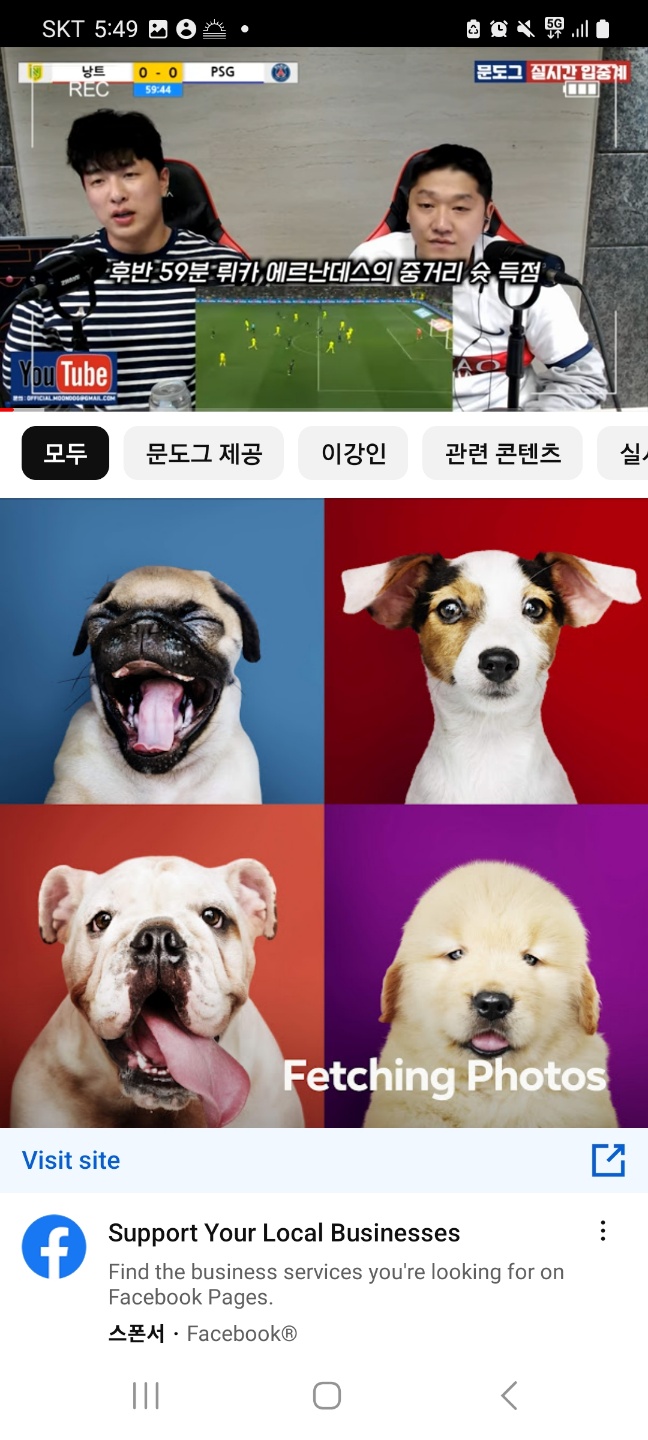 SKT 5:49
5G
낭트 0 - 0 PSG
문도그 실시간 입중계
REC
59:44
후반 59분 뤼카 에르난데스의 중거리 슛 득점
YouTube
문의 : OFFICIAL.MOONDOG@GMAIL.COM
모두
문도그 제공
이강인
관련 콘텐츠
실시
Fetching Photos
Visit site
Support Your Local Businesses
Find the business services you're looking for on
Facebook Pages.
스폰서 · Facebook®